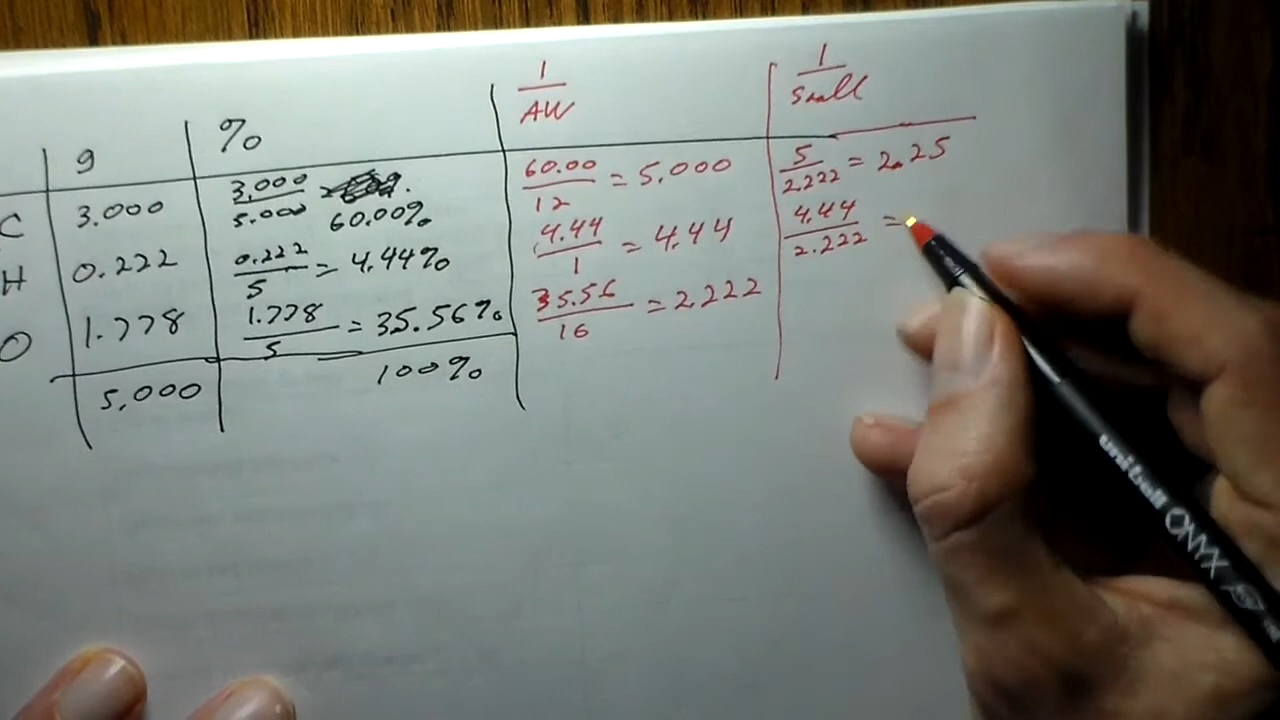 g % 1/AW 1/Small
C 3.000 3.000/5.000 = 60.00% 60.00/12 = 5.000 5/2.222 = 2.25
H 0.222 0.222/5 = 4.44% 4.44/1 = 4.44 4.44/2.222 =
O 1.778 1.778/5 = 35.56% 35.56/16 = 2.222
5.000 100%
uni-ball ONYX